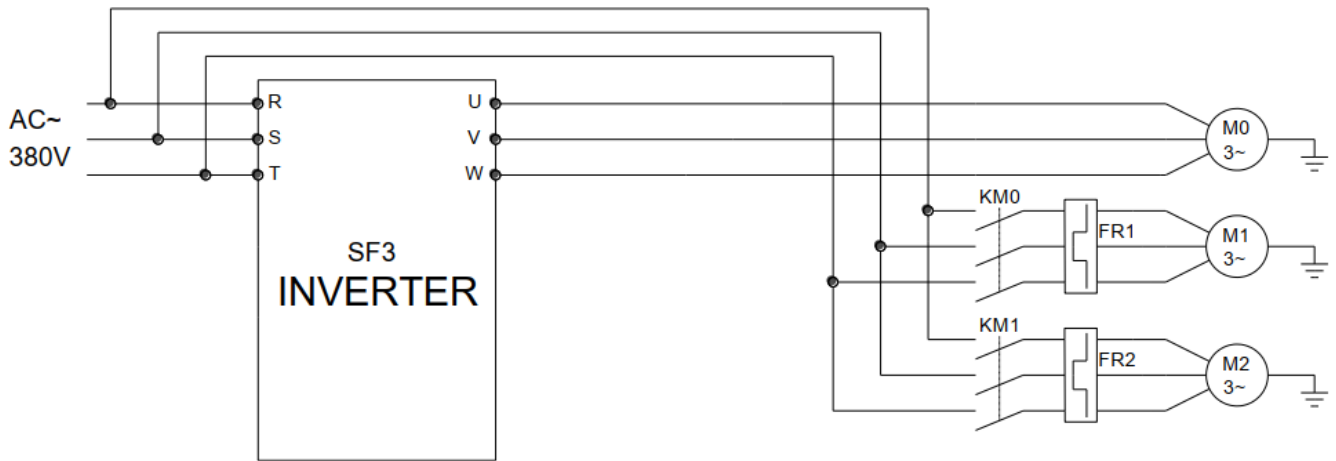 AC~
380V
R
S
T
U
V
W
SF3
INVERTER
M0
3~
KM0
FR1
M1
3~
KM1
FR2
M2
3~